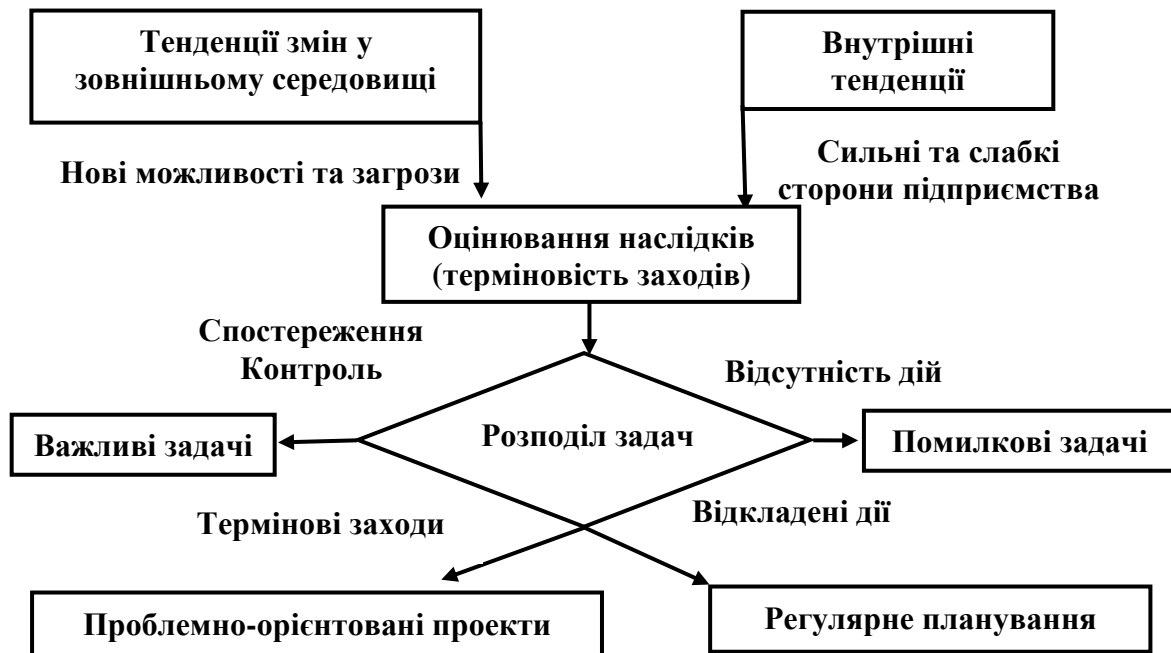 Тенденції змін у
зовнішньому середовищі
Внутрішні
тенденції
Нові можливості та загрози
Сильні та слабкі
сторони підприємства
Оцінювання наслідків
(терміновість заходів)
Спостереження
Контроль
Відсутність дій
Важливі задачі
Розподіл задач
Помилкові задачі
Термінові заходи
Відкладені дії
Проблемно-орієнтовані проекти
Регулярне планування